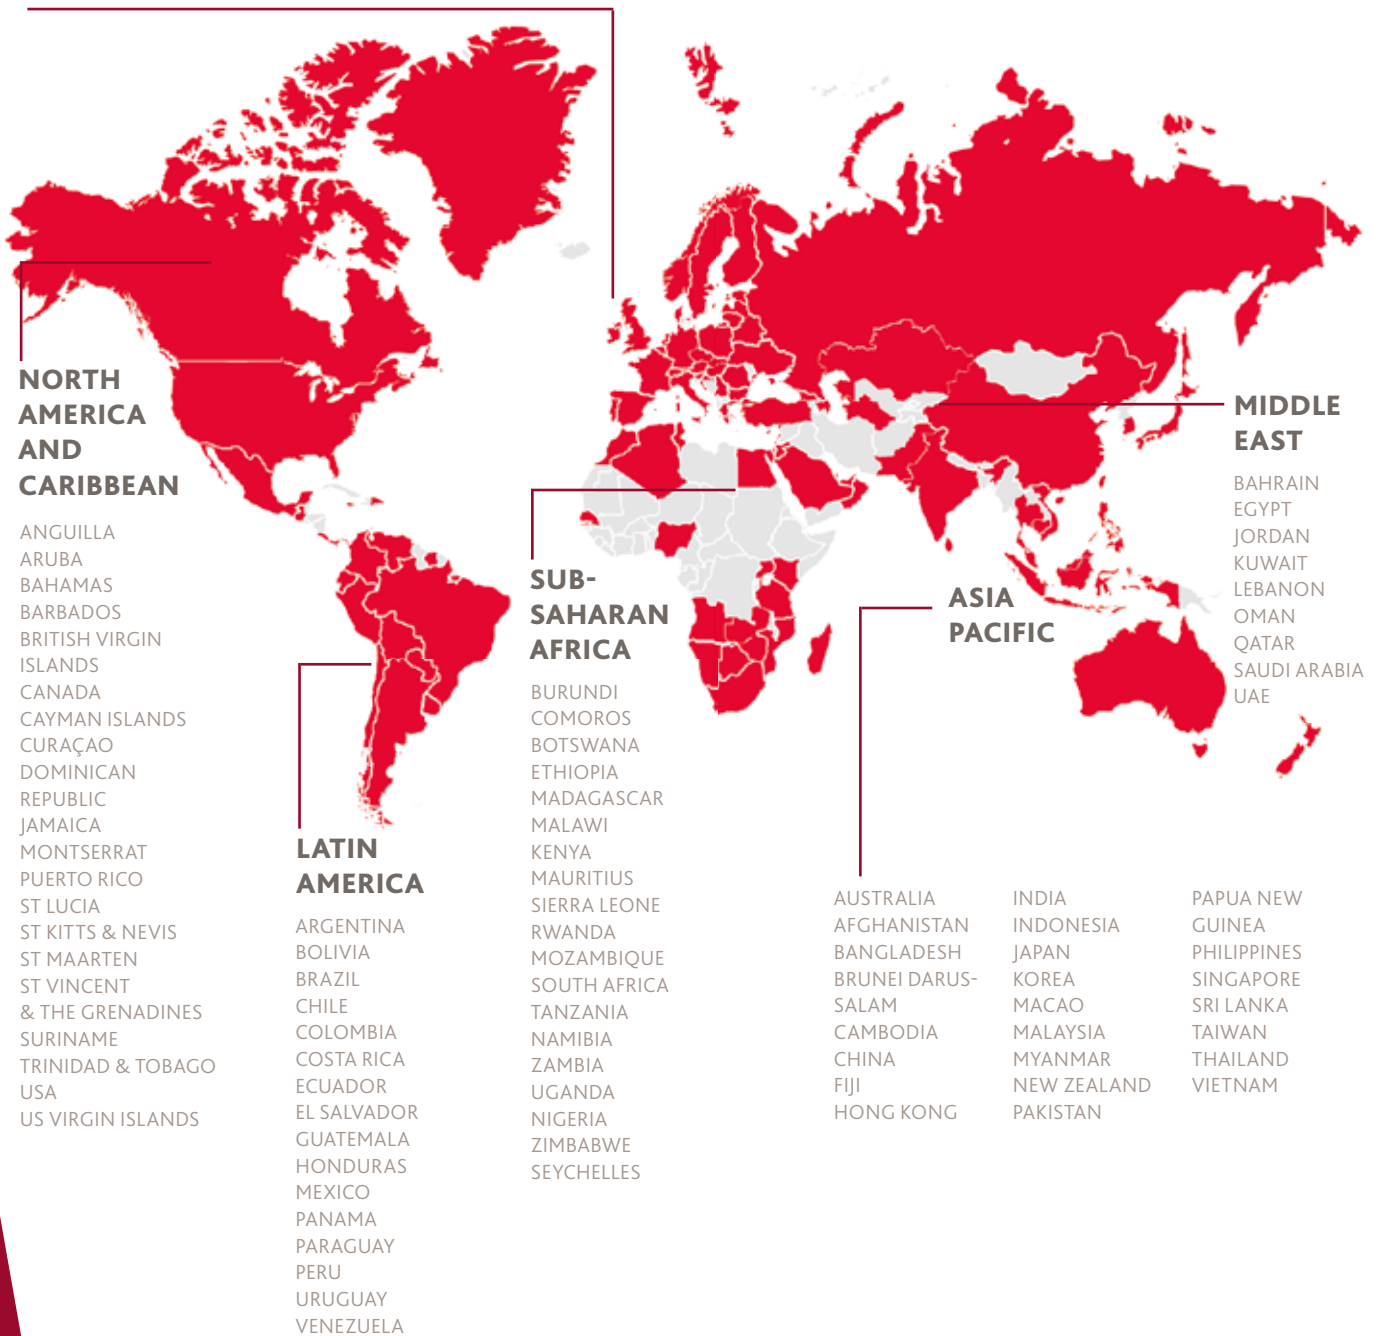 NORTH
AMERICA
AND
CARIBBEAN
ANGUILLA
ARUBA
BAHAMAS
BARBADOS
BRITISH VIRGIN
ISLANDS
CANADA
CAYMAN ISLANDS
CURAÇAO
DOMINICAN
REPUBLIC
JAMAICA
MONTSERRAT
PUERTO RICO
ST LUCIA
ST KITTS & NEVIS
ST MAARTEN
ST VINCENT
& THE GRENADINES
SURINAME
TRINIDAD & TOBAGO
USA
US VIRGIN ISLANDS
LATIN
AMERICA
ARGENTINA
BOLIVIA
BRAZIL
CHILE
COLOMBIA
COSTA RICA
ECUADOR
EL SALVADOR
GUATEMALA
HONDURAS
MEXICO
PANAMA
PARAGUAY
PERU
URUGUAY
VENEZUELA
SUB-
SAHARAN
AFRICA
BURUNDI
COMOROS
BOTSWANA
ETHIOPIA
MADAGASCAR
MALAWI
KENYA
MAURITIUS
SIERRA LEONE
RWANDA
MOZAMBIQUE
SOUTH AFRICA
TANZANIA
NAMIBIA
ZAMBIA
UGANDA
NIGERIA
ZIMBABWE
SEYCHELLES
ASIA
PACIFIC
AUSTRALIA
AFGHANISTAN
BANGLADESH
BRUNEI DARUS-
SALAM
CAMBODIA
CHINA
FIJI
HONG KONG
INDIA
INDONESIA
JAPAN
KOREA
MACAO
MALAYSIA
MYANMAR
NEW ZEALAND
PAKISTAN
PAPUA NEW
GUINEA
PHILIPPINES
SINGAPORE
SRI LANKA
TAIWAN
THAILAND
VIETNAM
MIDDLE
EAST
BAHRAIN
EGYPT
JORDAN
KUWAIT
LEBANON
OMAN
QATAR
SAUDI ARABIA
UAE